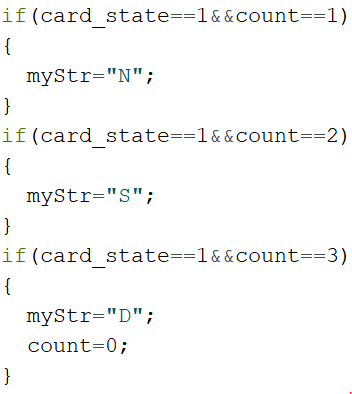 if(card_state==1&&count==1)
{
  myStr="N";
}
if(card_state==1&&count==2)
{
  myStr="S";
}
if(card_state==1&&count==3)
{
  myStr="D";
  count=0;
}